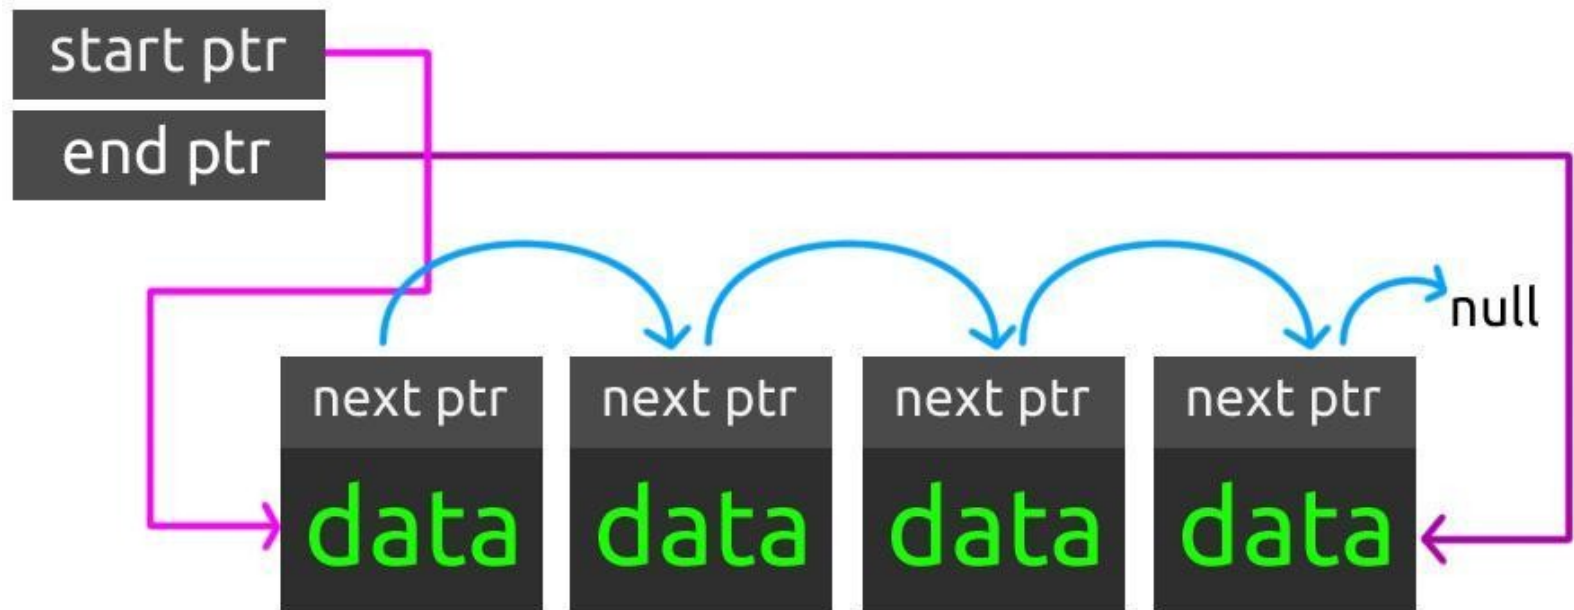 start ptr
end ptr
null
next ptr next ptr next ptr next ptr
data data data data